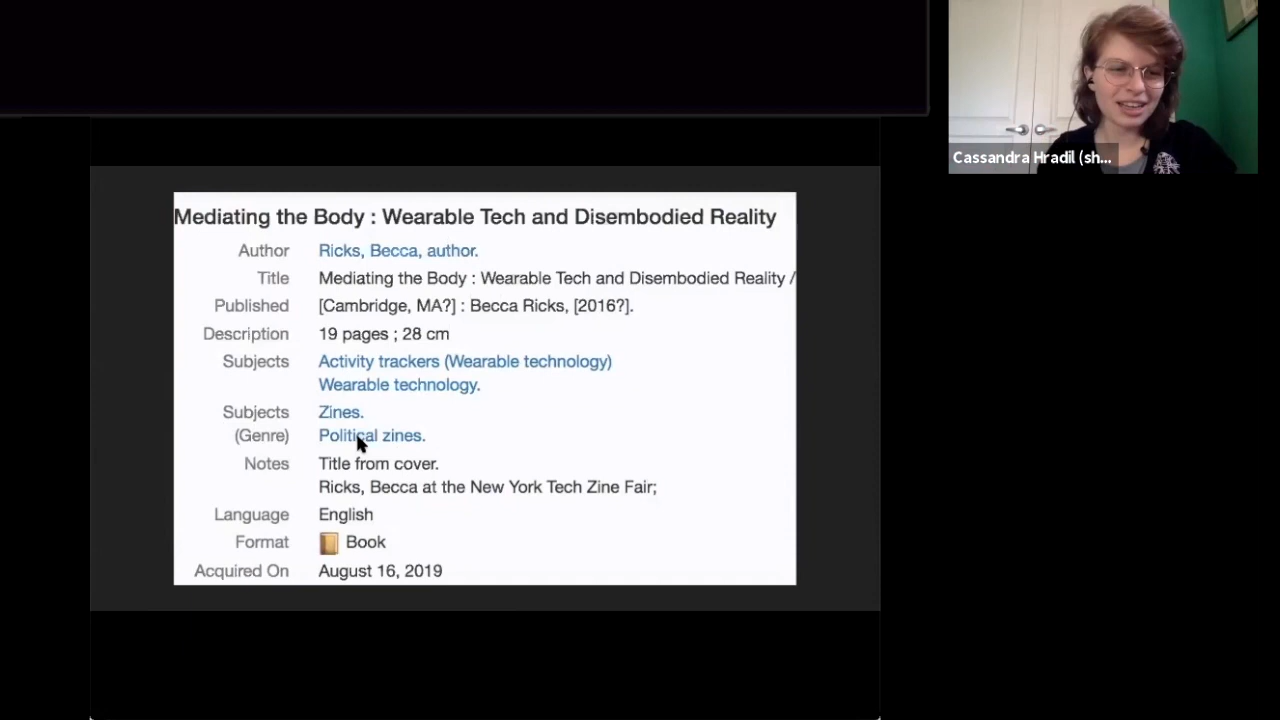 Mediating the Body : Wearable Tech and Disembodied Reality
Author Ricks, Becca, author.
Title Mediating the Body : Wearable Tech and Disembodied Reality /
Published [Cambridge, MA?] : Becca Ricks, [2016?].
Description 19 pages ; 28 cm
Subjects Activity trackers (Wearable technology)
Wearable technology.
Subjects Zines.
(Genre) Political zines.
Notes Title from cover.
Ricks, Becca at the New York Tech Zine Fair;
Language English
Format Book
Acquired On August 16, 2019
Cassandra Hradil (sh...